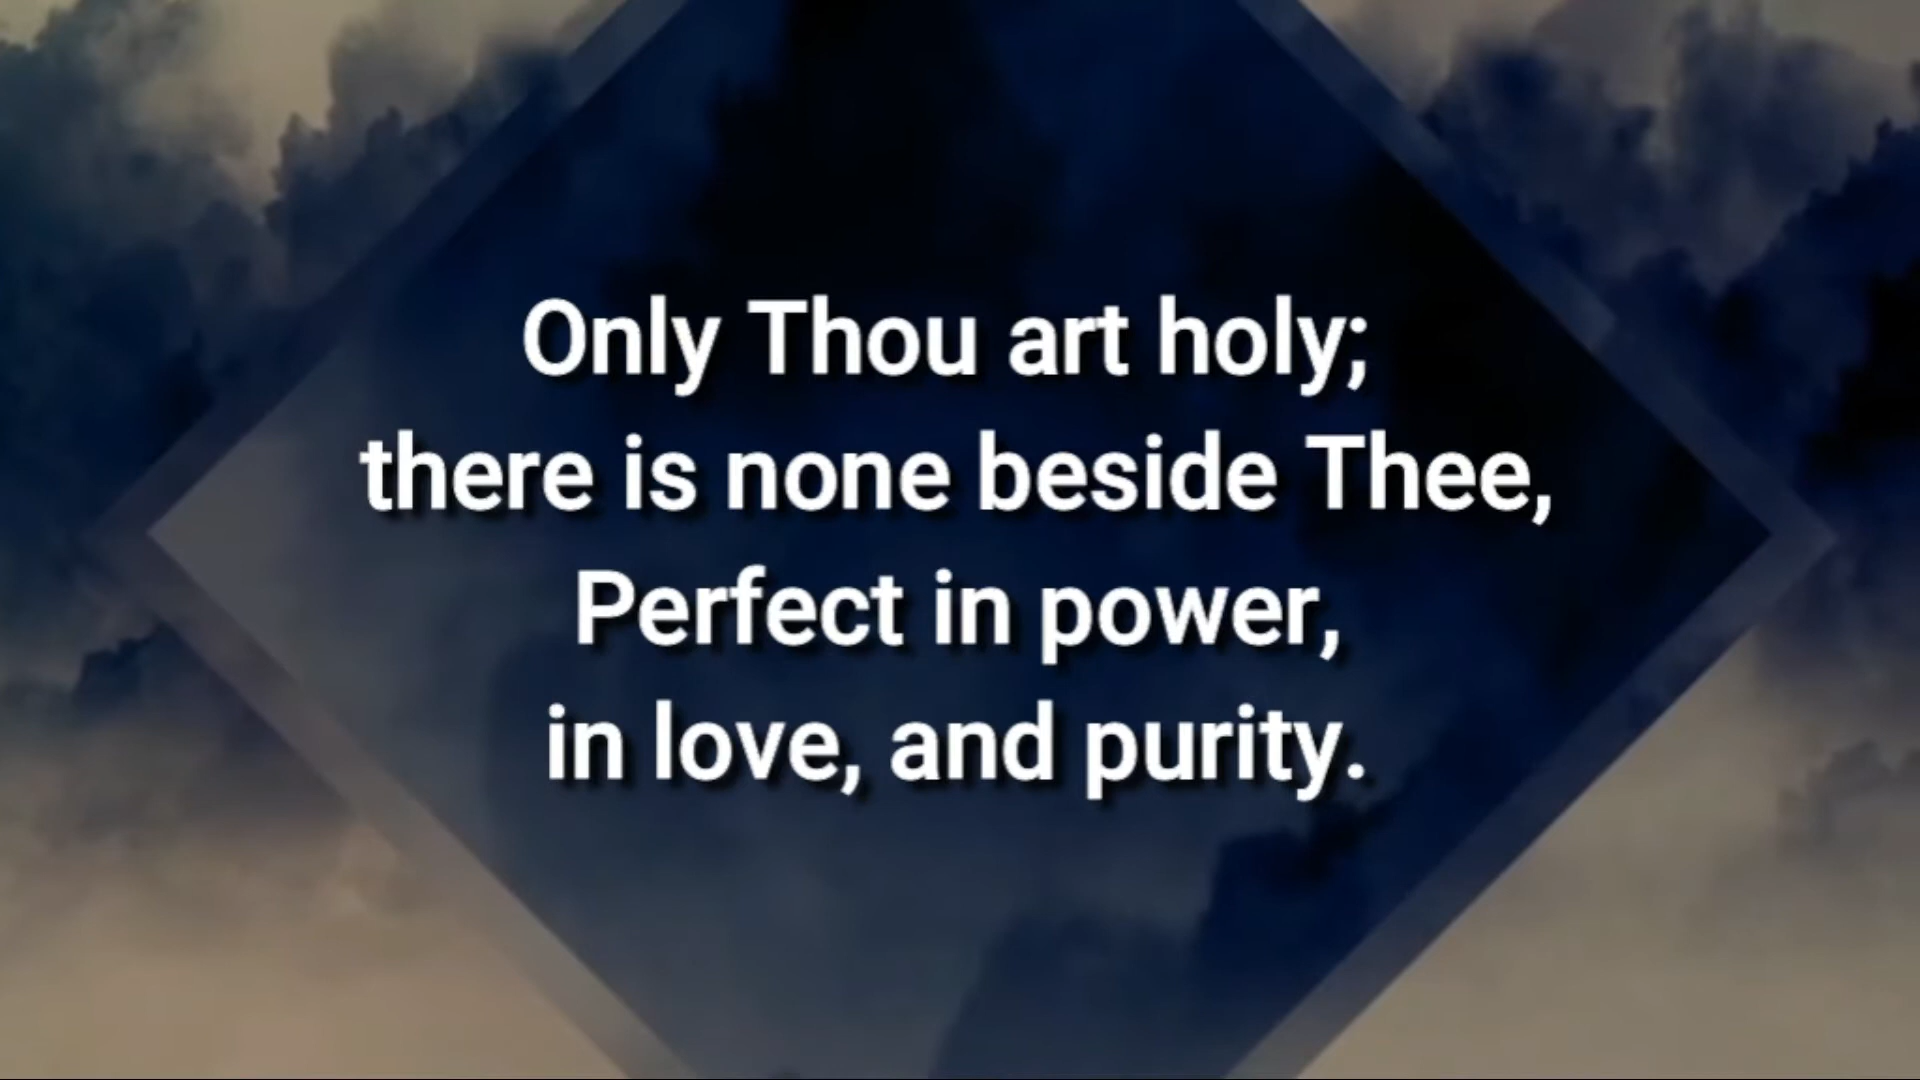 Only Thou art holy;
there is none beside Thee,
Perfect in power,
in love, and purity.